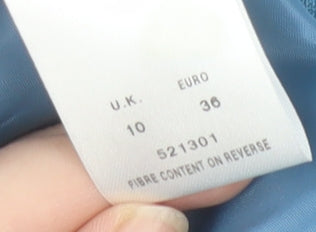 U.K. EURO
10 36
521301
FIBRE CONTENT ON REVERSE